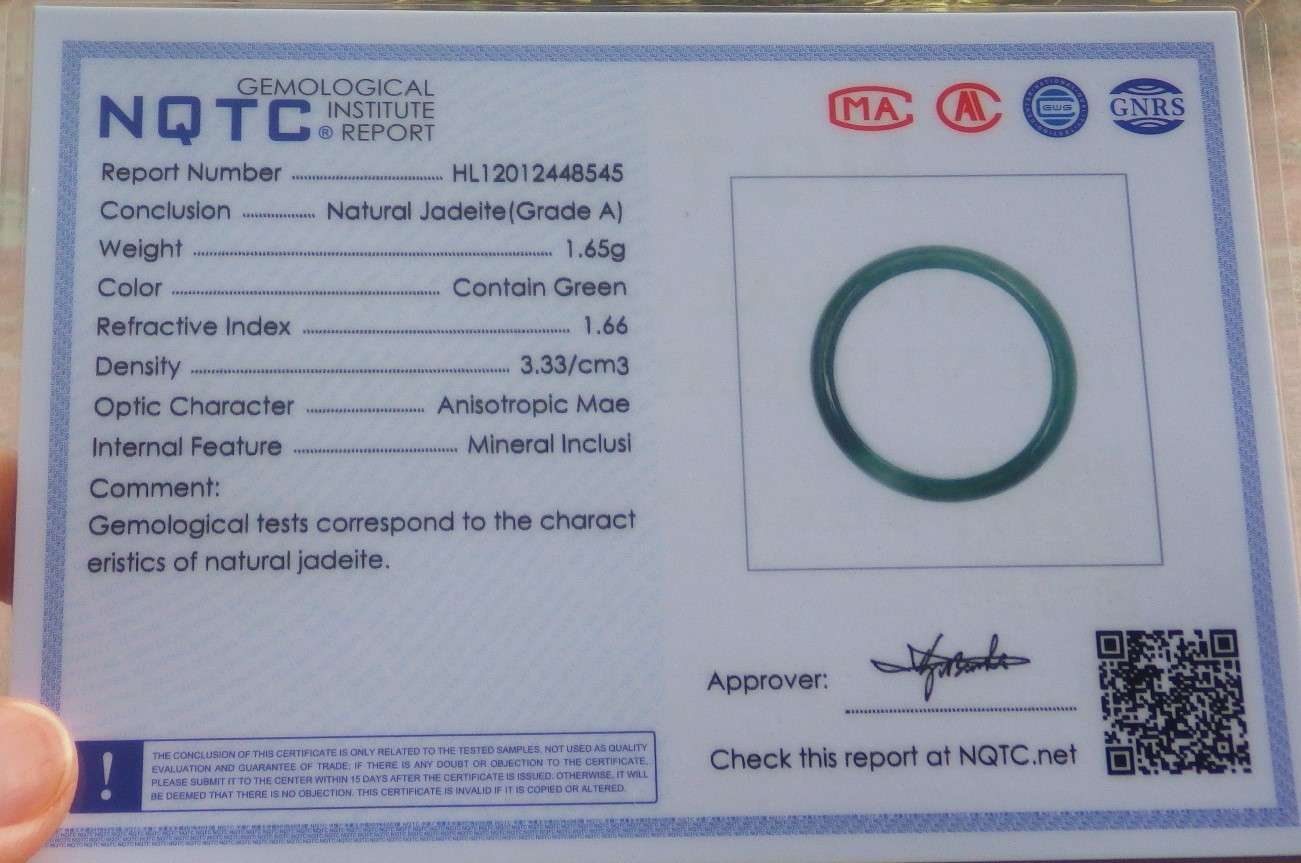 GEMOLOGICAL
NQTC INSTITUTE
® REPORT
Report Number ........................ HL12012448545
Conclusion ............ Natural Jadeite(Grade A)
Weight ........................ 1.65g
Color ........................ Contain Green
Refractive Index ........................ 1.66
Density ........................ 3.33/cm3
Optic Character ........................ Anisotropic Mae
Internal Feature ........................ Mineral Inclusi
Comment:
Gemological tests correspond to the charact
eristics of natural jadeite.
! THE CONCLUSION OF THIS CERTIFICATE IS ONLY RELATED TO THE TESTED SAMPLES, NOT USED AS QUALITY
EVALUATION AND GUARANTEE OF TRADE; IF THERE IS ANY DOUBT OR OBJECTION TO THE CERTIFICATE,
PLEASE SUBMIT IT TO THE CENTER WITHIN 15 DAYS AFTER THE CERTIFICATE IS ISSUED. OTHERWISE, IT WILL
BE DEEMED THAT THERE IS NO OBJECTION. THIS CERTIFICATE IS INVALID IF IT IS COPIED OR ALTERED.
MA
GNRS
Approver:
Check this report at NQTC.net